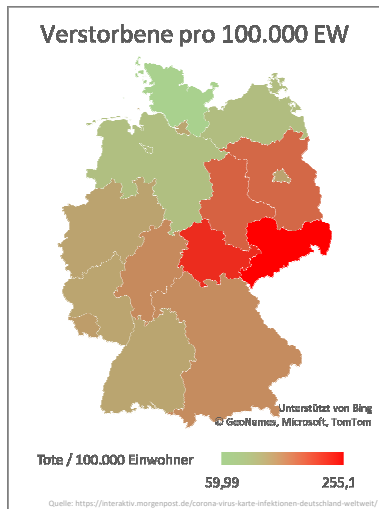 Verstorbene pro 100.000 EW
Unterstützt von Bing
© GeoNames, Microsoft, TomTom
Tote / 100.000 Einwohner
59,99 255,1
Quelle: https://interaktiv.morgenpost.de/corona-virus-karte-infektionen-deutschland-weltweit/